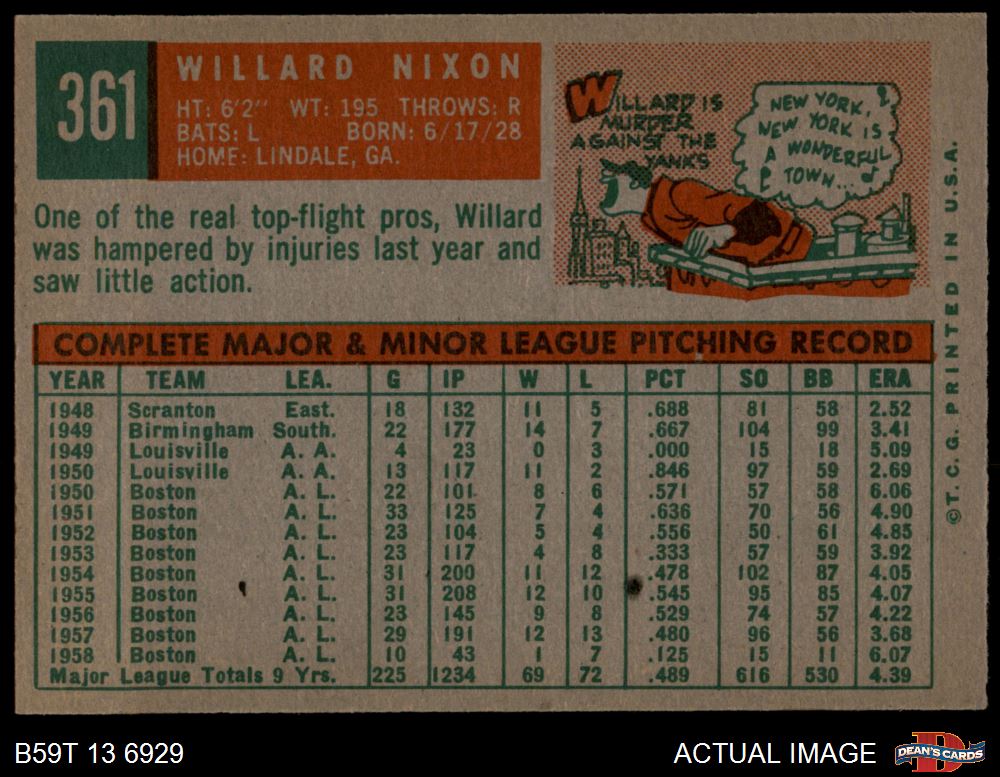 361
WILLARD NIXON
HT: 6'2" WT: 195 THROWS: R
BATS: L BORN: 6/17/28
HOME: LINDALE, GA.
One of the real top-flight pros, Willard
was hampered by injuries last year and
saw little action.
WILLARD IS
MURDER
AGAINST THE
YANKS
NEW YORK,
NEW YORK IS
A WONDERFUL
TOWN...
COMPLETE MAJOR & MINOR LEAGUE PITCHING RECORD
YEAR TEAM LEA. G IP W L PCT SO BB ERA
1948 Scranton East. 18 132 11 5 .688 81 58 2.52
1949 Birmingham South. 22 177 14 7 .667 104 99 3.41
1949 Louisville A. A. 4 23 0 3 .000 15 18 5.09
1950 Louisville A. A. 13 117 11 2 .846 97 59 2.69
1950 Boston A. L. 22 101 8 6 .571 57 58 6.06
1951 Boston A. L. 33 125 7 4 .636 70 56 4.90
1952 Boston A. L. 23 104 5 4 .556 50 61 4.85
1953 Boston A. L. 23 117 4 8 .333 57 59 3.92
1954 Boston A. L. 31 200 11 12 .478 102 87 4.05
1955 Boston A. L. 31 208 12 10 .545 95 85 4.07
1956 Boston A. L. 23 145 9 8 .529 74 57 4.22
1957 Boston A. L. 29 191 12 13 .480 96 56 3.68
1958 Boston A. L. 10 43 1 7 .125 15 11 6.07
Major League Totals 9 Yrs. 225 1234 69 72 .489 616 530 4.39
©T. C. G. PRINTED IN U.S.A.
B59T 13 6929
ACTUAL IMAGE
D
DEAN'S CARDS